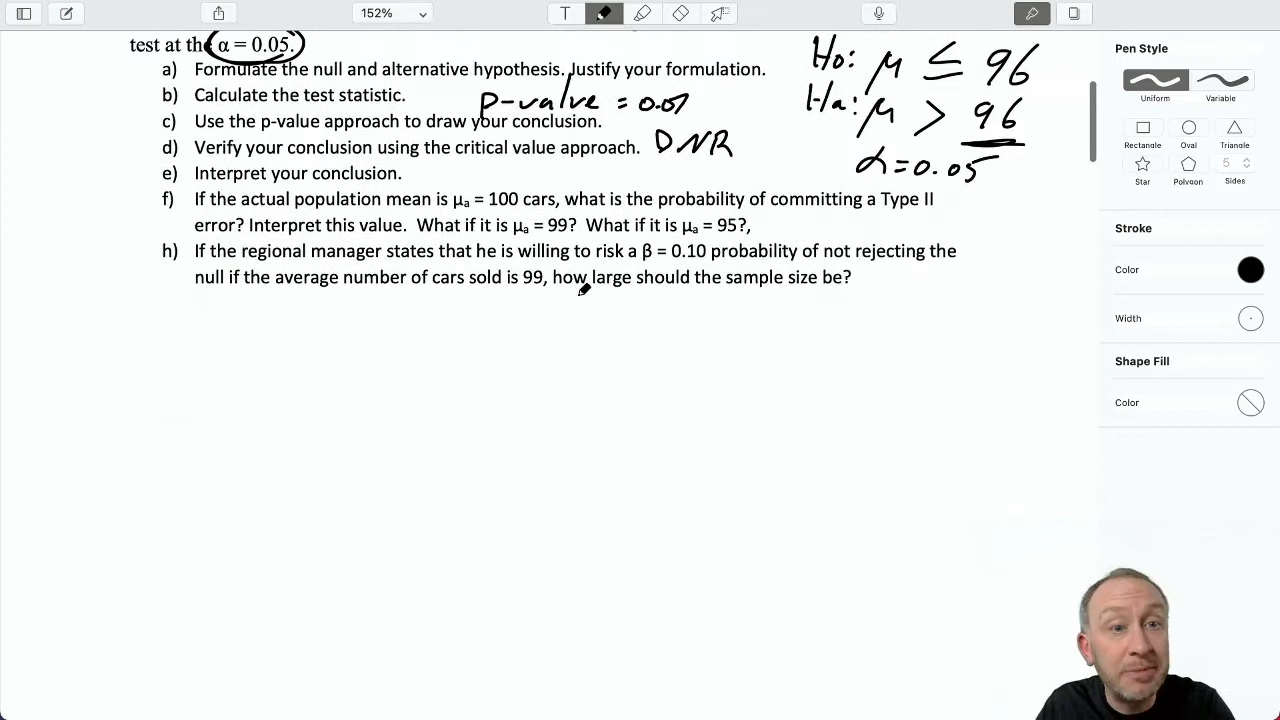 152%
T
test at the α = 0.05.
a) Formulate the null and alternative hypothesis. Justify your formulation.
b) Calculate the test statistic.
p-value = 0.07
c) Use the p-value approach to draw your conclusion.
d) Verify your conclusion using the critical value approach. DNR
e) Interpret your conclusion.
f) If the actual population mean is μₐ = 100 cars, what is the probability of committing a Type II
error? Interpret this value. What if it is μₐ = 99? What if it is μₐ = 95?,
h) If the regional manager states that he is willing to risk a β = 0.10 probability of not rejecting the
null if the average number of cars sold is 99, how large should the sample size be?
Ho: μ ≤ 96
Ha: μ > 96
α = 0.05
Pen Style
Uniform Variable
Rectangle Oval Triangle
5
Star Polygon Sides
Stroke
Color
Width
Shape Fill
Color